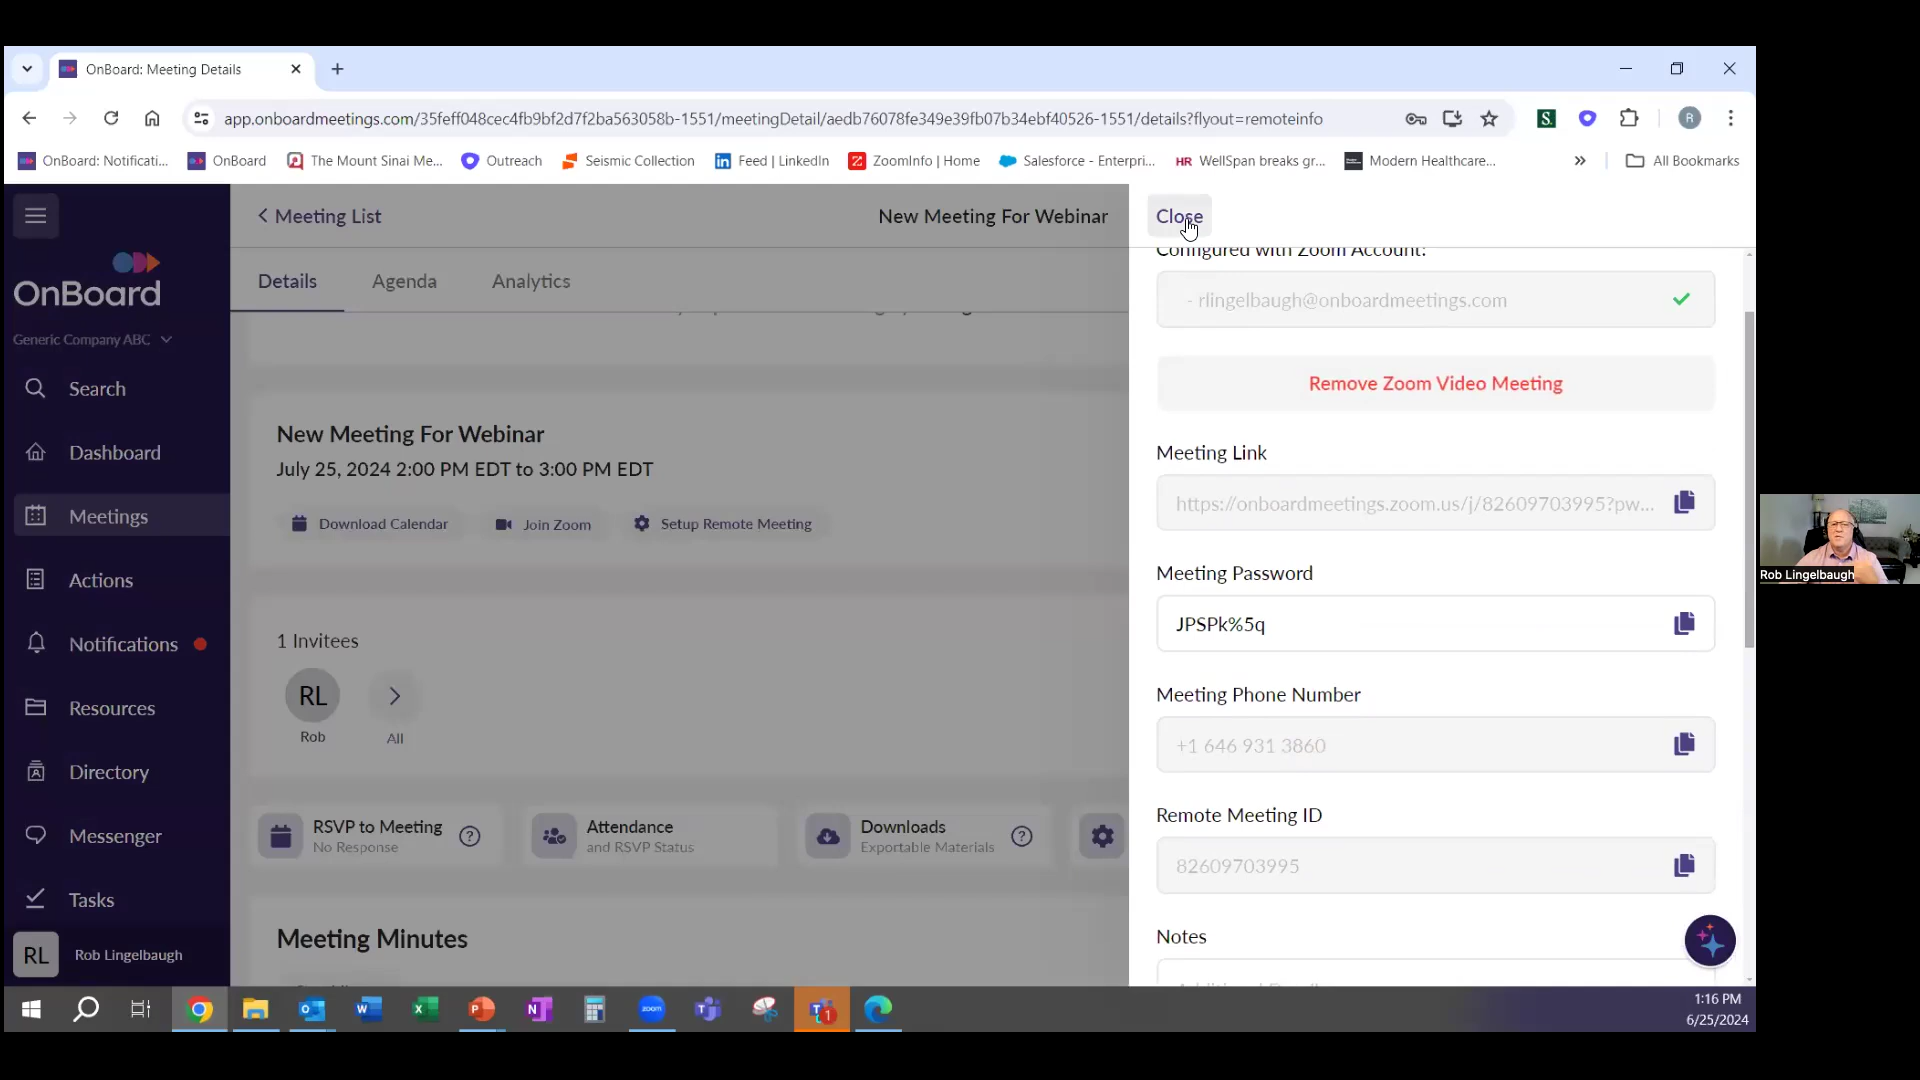 OnBoard: Meeting Details
app.onboardmeetings.com/35feff048cec4fb9bf2d7f2ba563058b-1551/meetingDetail/aedb76078fe349e39fb07b34ebf40526-1551/details?flyout=remoteinfo
R
OnBoard: Notificati...
OnBoard
The Mount Sinai Me...
Outreach
Seismic Collection
Feed | LinkedIn
ZoomInfo | Home
Salesforce - Enterpri...
HR WellSpan breaks gr...
Modern Healthcare...
All Bookmarks
OnBoard
Generic Company ABC
Search
Dashboard
Meetings
Actions
Notifications
Resources
Directory
Messenger
Tasks
RL Rob Lingelbaugh
Meeting List
New Meeting For Webinar
Details
Agenda
Analytics
New Meeting For Webinar
July 25, 2024 2:00 PM EDT to 3:00 PM EDT
Download Calendar
Join Zoom
Setup Remote Meeting
1 Invitees
RL
Rob
All
RSVP to Meeting
No Response
Attendance
and RSVP Status
Downloads
Exportable Materials
Meeting Minutes
Close
Configured with Zoom Account:
- rlingelbaugh@onboardmeetings.com
Remove Zoom Video Meeting
Meeting Link
https://onboardmeetings.zoom.us/j/82609703995?pw...
Meeting Password
JPSPk%5q
Meeting Phone Number
+1 646 931 3860
Remote Meeting ID
82609703995
Notes
Rob Lingelbaugh
zoom
1:16 PM
6/25/2024